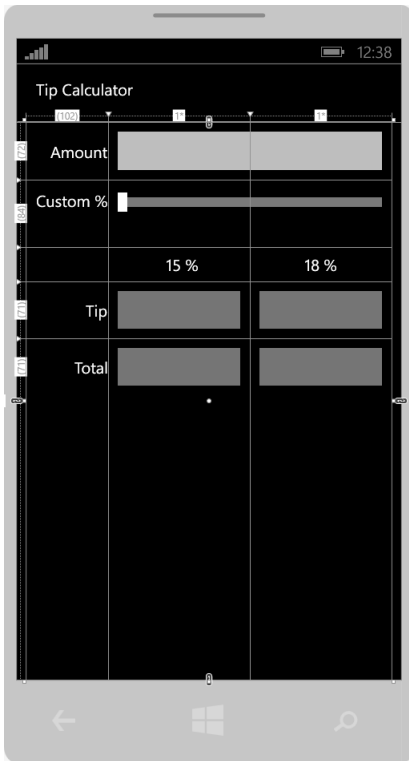 12:38
Tip Calculator
(102) 1* 1*
(72) Amount
(84) Custom %
15 % 18 %
(71) Tip
(71) Total